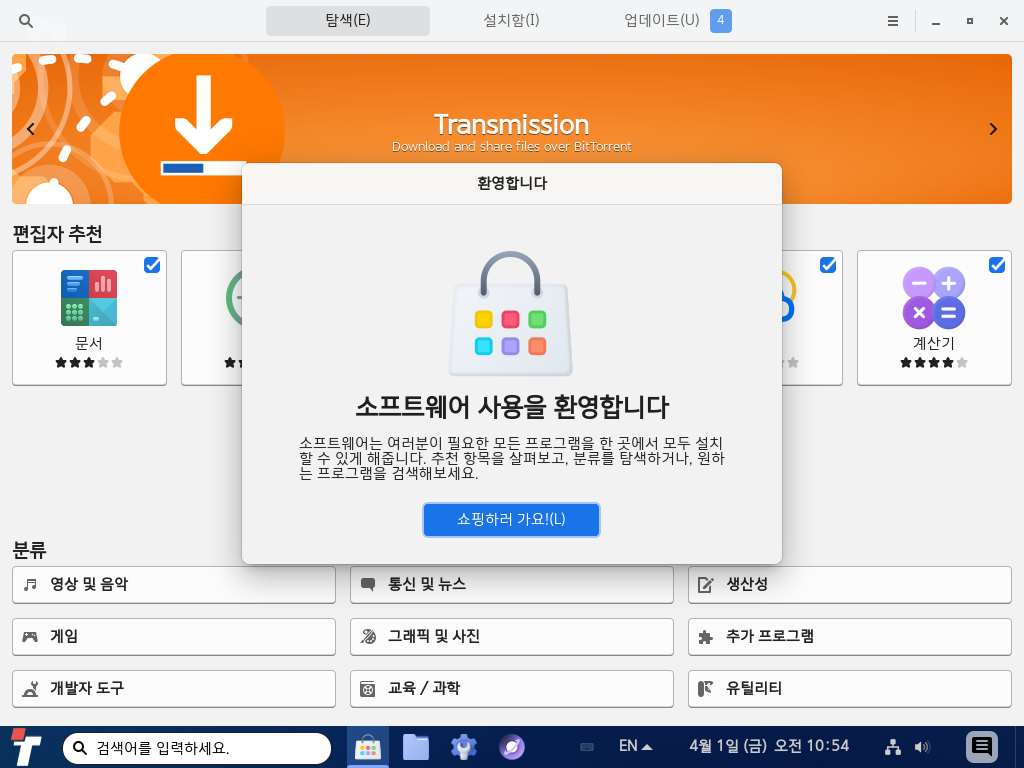 탐색(E)
설치함(I)
업데이트(U) 4
Transmission
Download and share files over BitTorrent
환영합니다
편집자 추천
문서
계산기
소프트웨어 사용을 환영합니다
소프트웨어는 여러분이 필요한 모든 프로그램을 한 곳에서 모두 설치
할 수 있게 해줍니다. 추천 항목을 살펴보고, 분류를 탐색하거나, 원하
는 프로그램을 검색해보세요.
쇼핑하러 가요!(L)
분류
영상 및 음악
통신 및 뉴스
생산성
게임
그래픽 및 사진
추가 프로그램
개발자 도구
교육 / 과학
유틸리티
검색어를 입력하세요.
EN
4월 1일 (금) 오전 10:54